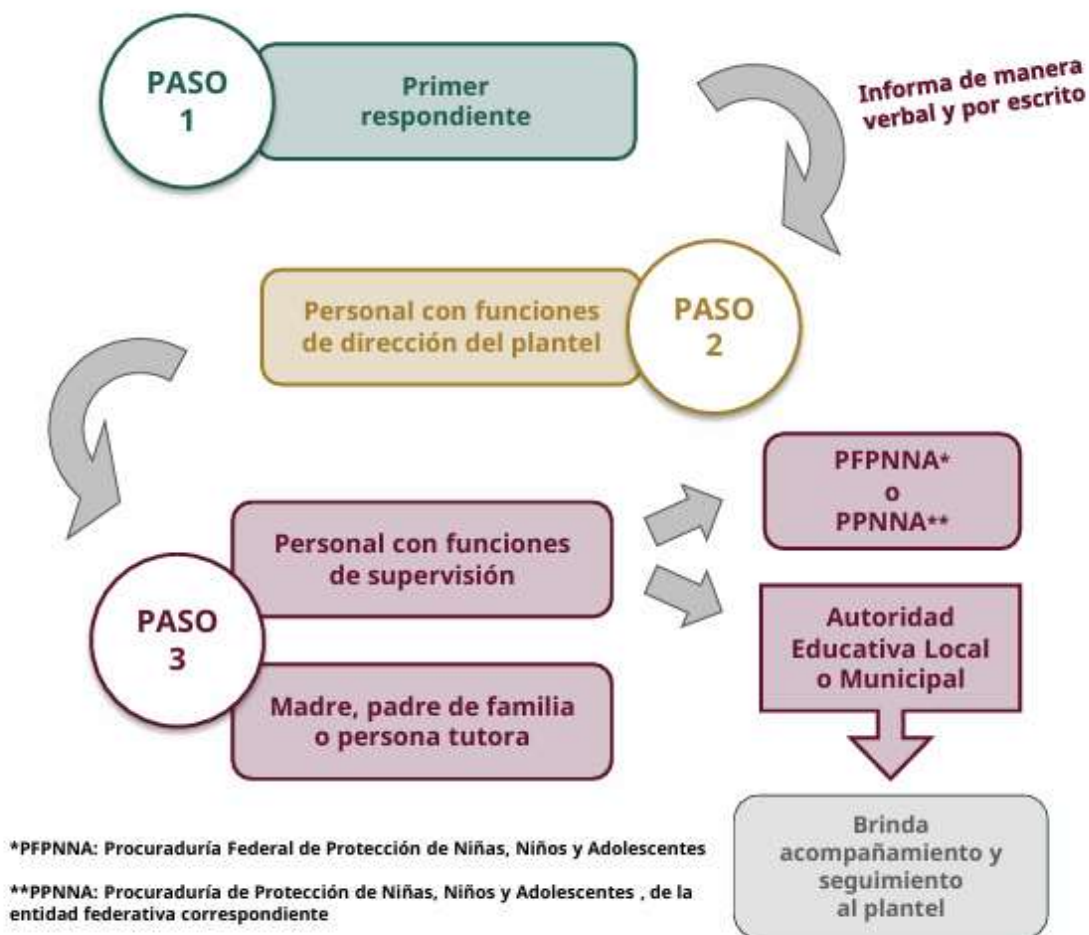 PASO
1
Primer
respondiente
Informa de manera
verbal y por escrito
Personal con funciones
de dirección del plantel
PASO
2
PASO
3
Personal con funciones
de supervisión
Madre, padre de familia
o persona tutora
PFPNNA*
o
PPNNA**
Autoridad
Educativa Local
o Municipal
Brinda
acompañamiento y
seguimiento
al plantel
*PFPNNA: Procuraduría Federal de Protección de Niñas, Niños y Adolescentes
**PPNNA: Procuraduría de Protección de Niñas, Niños y Adolescentes , de la
entidad federativa correspondiente